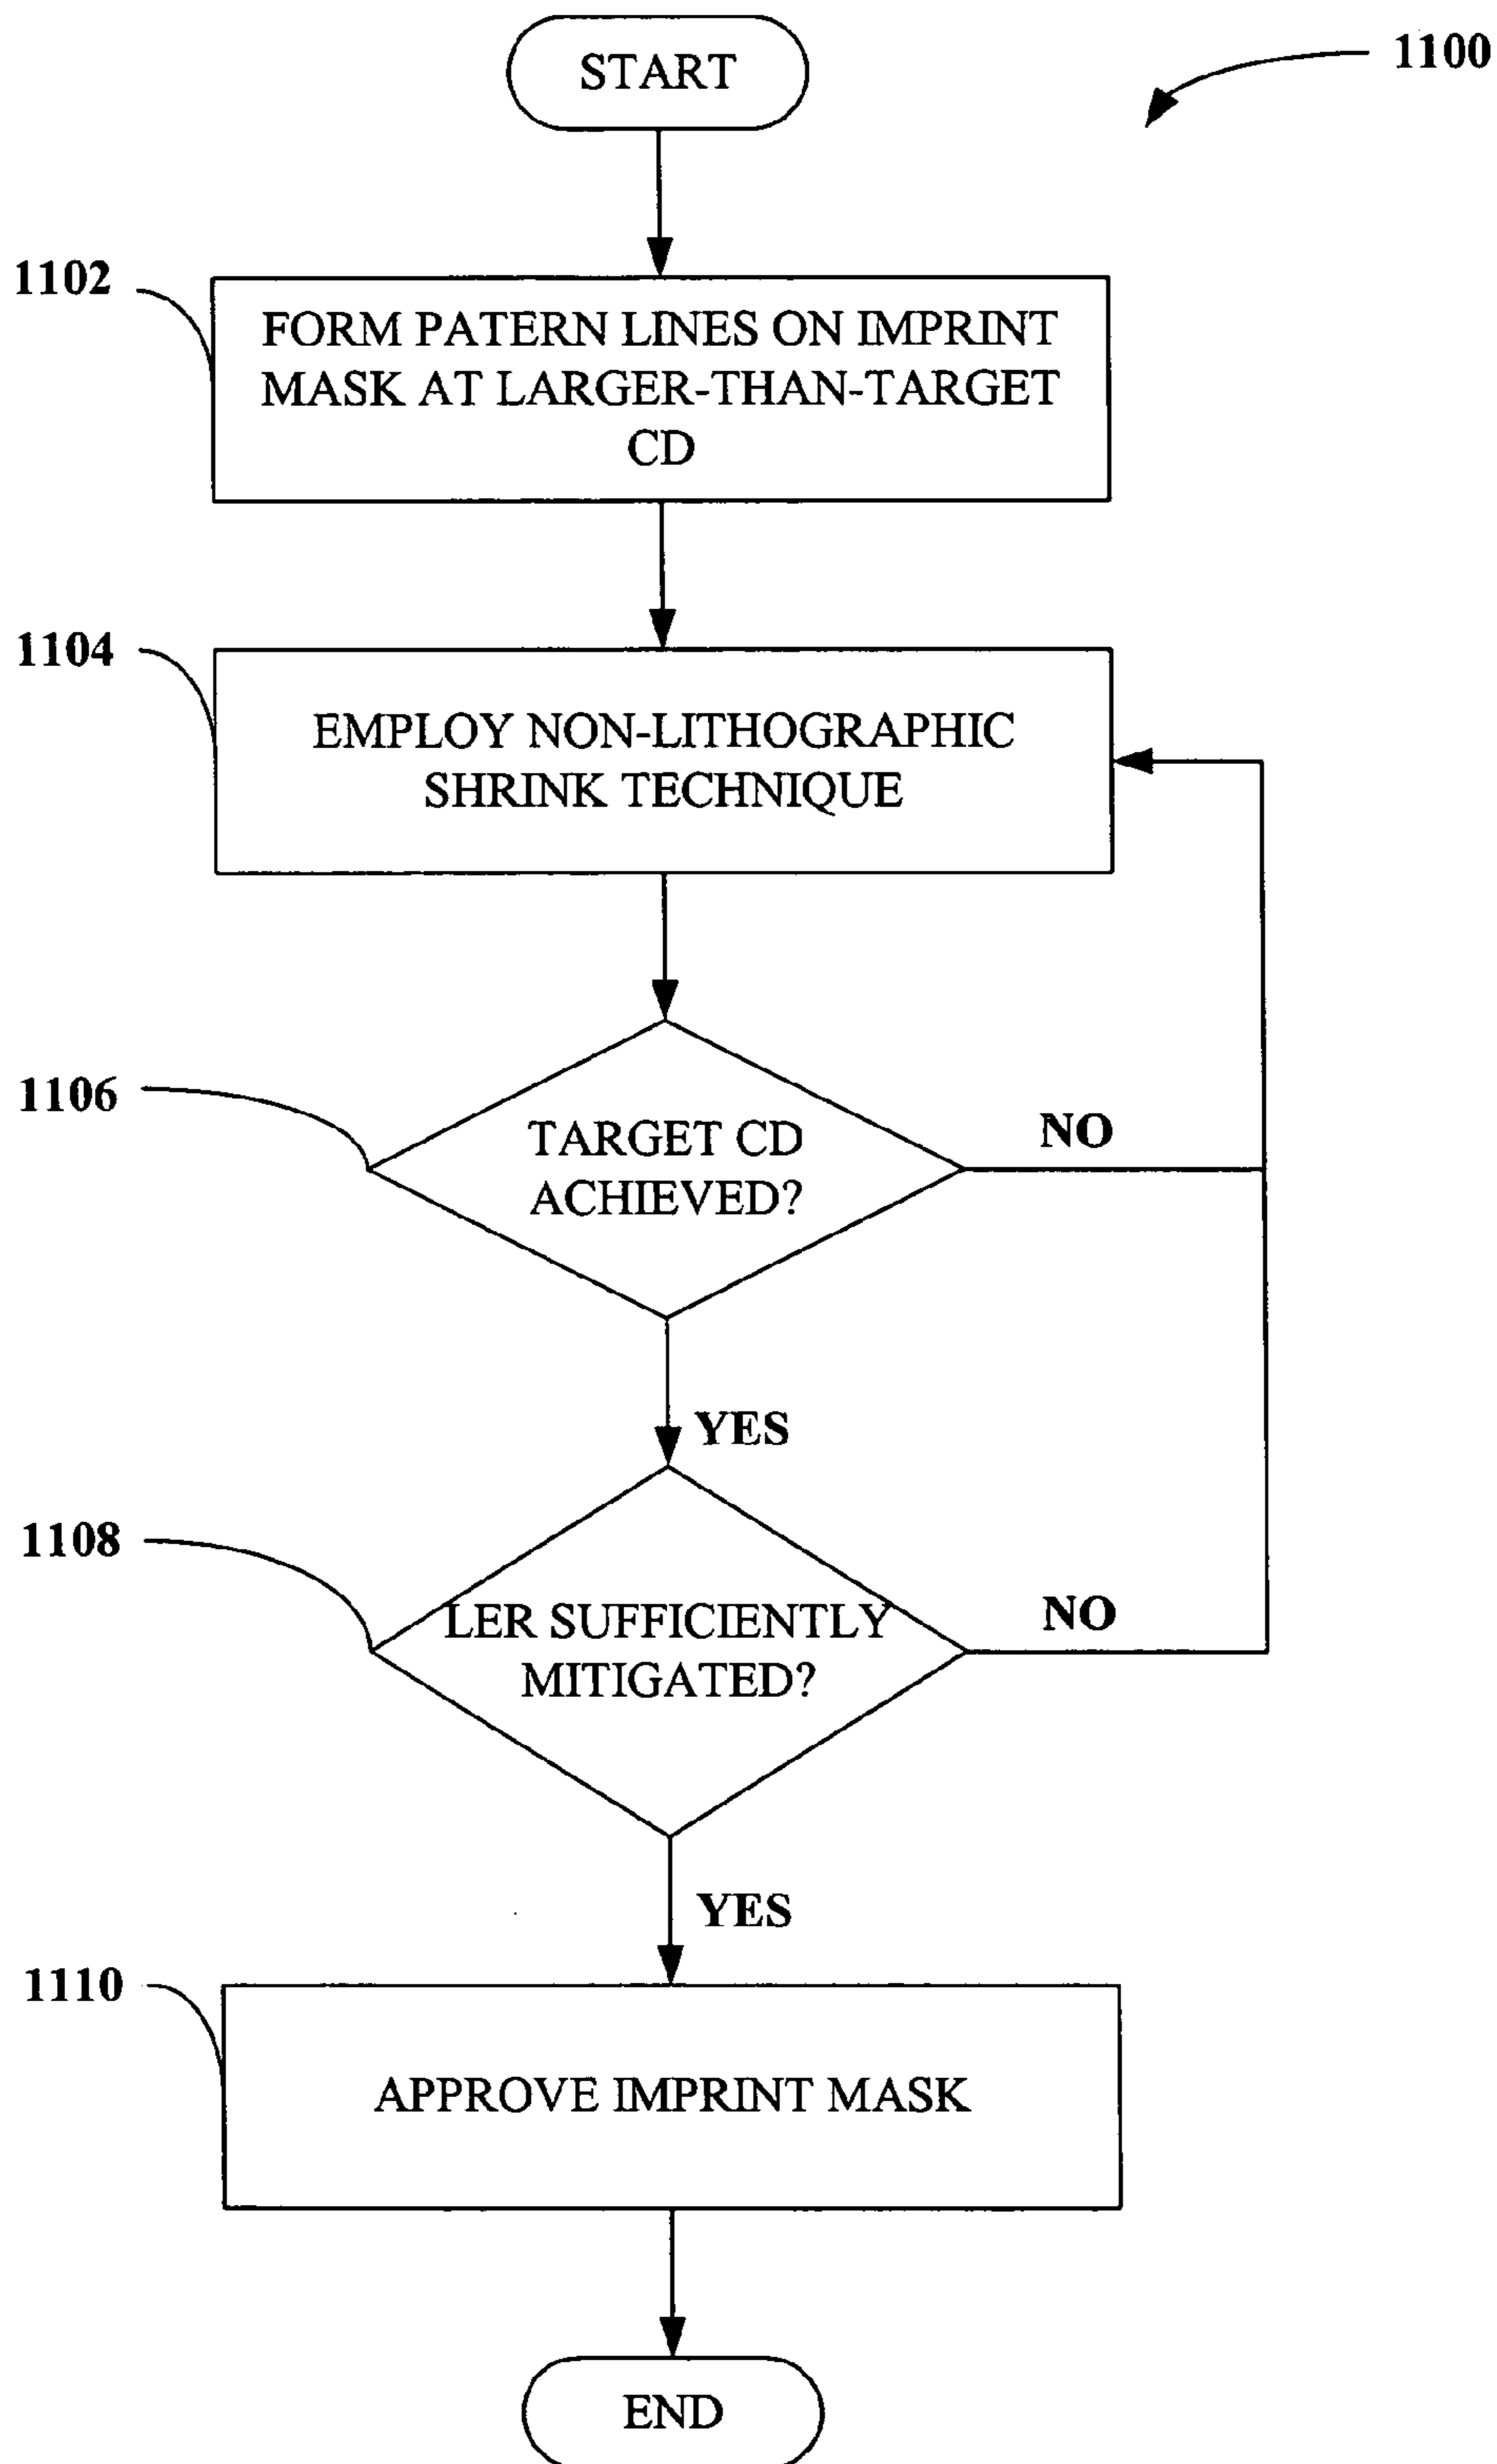 START
1100
1102
FORM PATERN LINES ON IMPRINT
MASK AT LARGER-THAN-TARGET
CD
1104
EMPLOY NON-LITHOGRAPHIC
SHRINK TECHNIQUE
1106
TARGET CD
ACHIEVED?
NO
YES
1108
LER SUFFICIENTLY
MITIGATED?
NO
YES
1110
APPROVE IMPRINT MASK
END